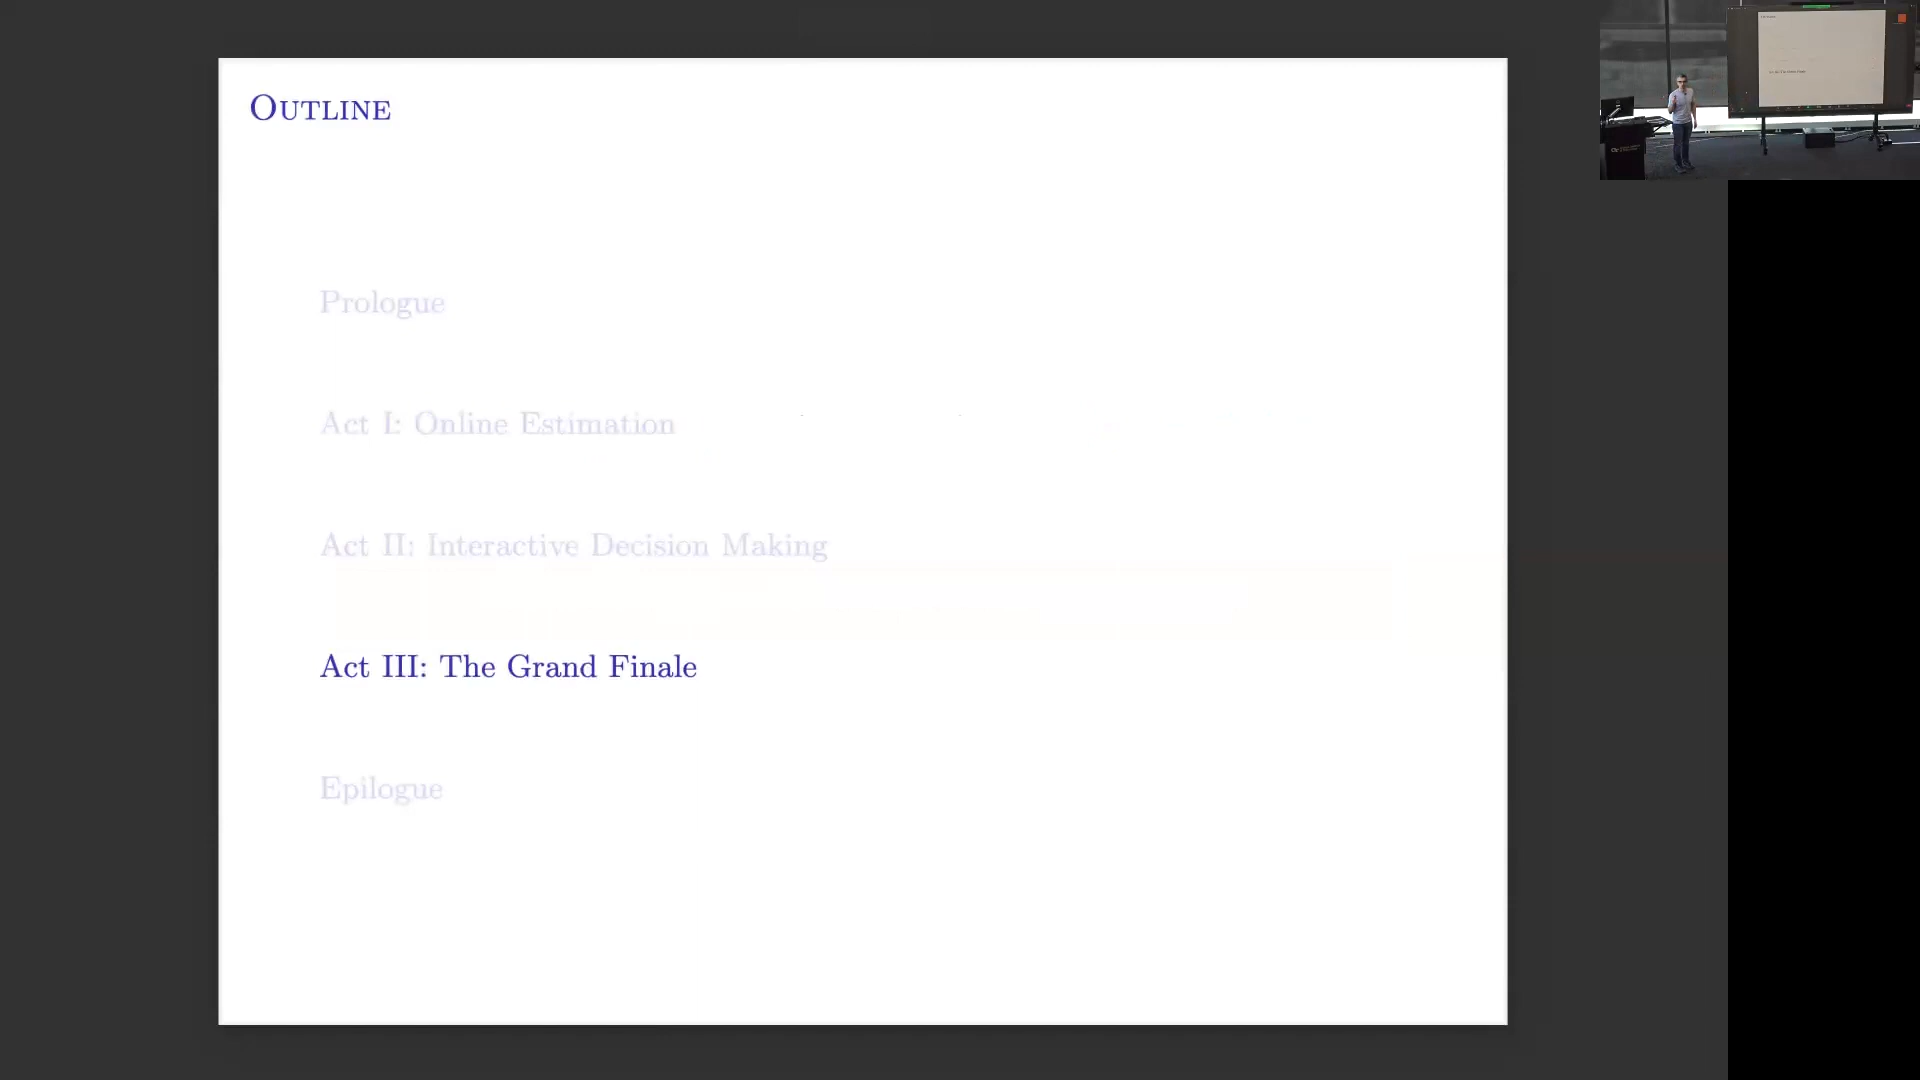 OUTLINE
Prologue
Act I: Online Estimation
Act II: Interactive Decision Making
Act III: The Grand Finale
Epilogue